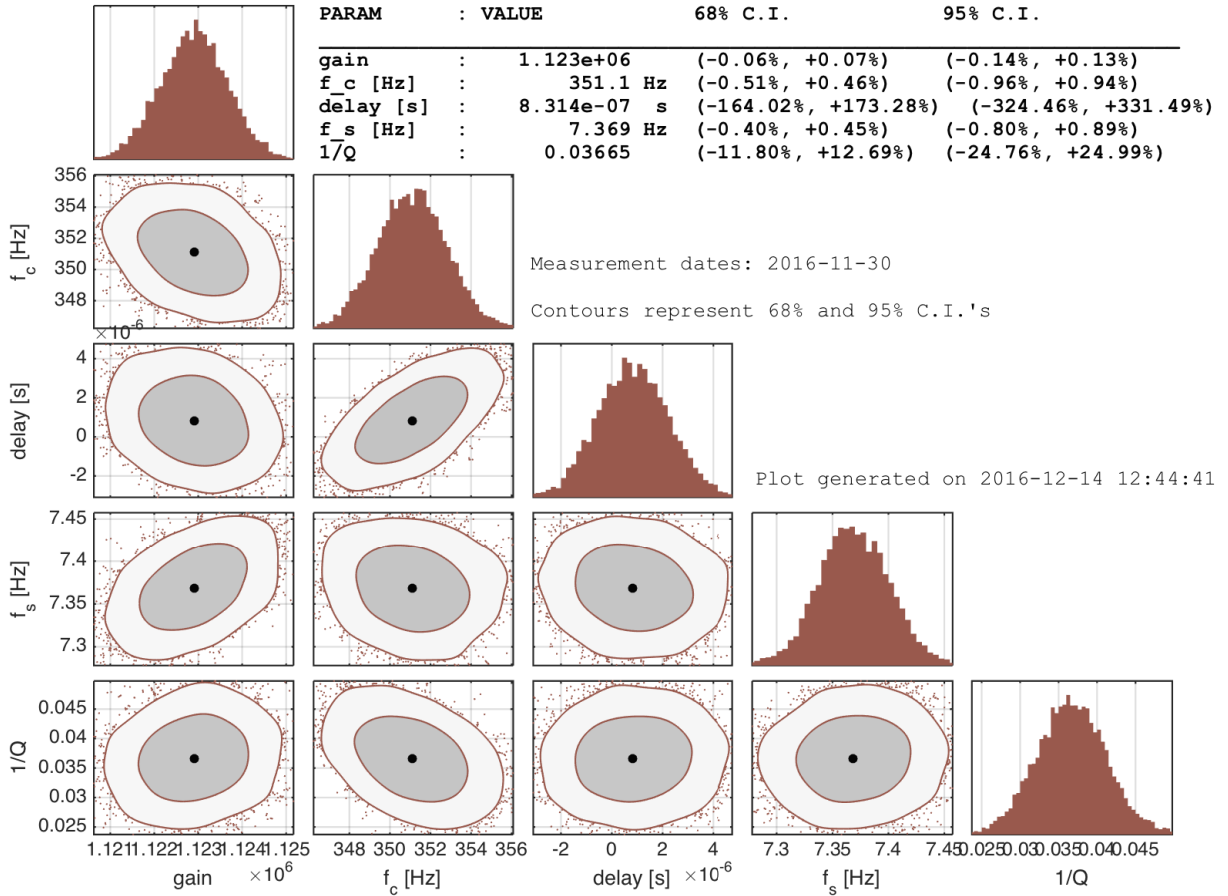 PARAM : VALUE 68% C.I. 95% C.I.
gain : 1.123e+06 (-0.06%, +0.07%) (-0.14%, +0.13%)
f_c [Hz] : 351.1 Hz (-0.51%, +0.46%) (-0.96%, +0.94%)
delay [s] : 8.314e-07 s (-164.02%, +173.28%) (-324.46%, +331.49%)
f_s [Hz] : 7.369 Hz (-0.40%, +0.45%) (-0.80%, +0.89%)
1/Q : 0.03665 (-11.80%, +12.69%) (-24.76%, +24.99%)
356
354
352
350
348
f_c [Hz]
Measurement dates: 2016-11-30
Contours represent 68% and 95% C.I.'s
×10^-6
4
2
0
-2
delay [s]
Plot generated on 2016-12-14 12:44:41
7.45
7.4
7.35
7.3
f_s [Hz]
0.045
0.04
0.035
0.03
0.025
1/Q
1.121 1.122 1.123 1.124 1.125
×10^6
gain
348 350 352 354 356
f_c [Hz]
-2 0 2 4
×10^-6
delay [s]
7.3 7.35 7.4 7.45
f_s [Hz]
0.025 0.03 0.035 0.04 0.045
1/Q